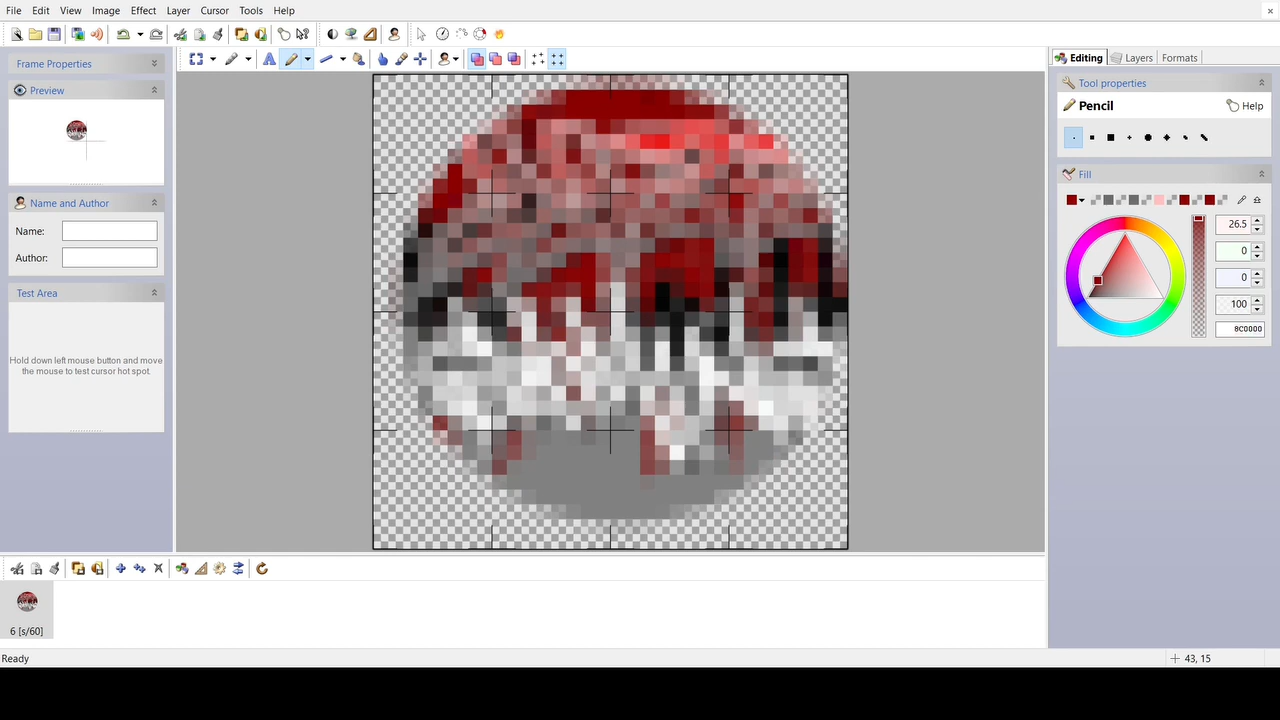 File Edit View Image Effect Layer Cursor Tools Help
Frame Properties
Preview
Name and Author
Name:
Author:
Test Area
Hold down left mouse button and move
the mouse to test cursor hot spot.
Editing Layers Formats
Tool properties
Pencil Help
Fill
26.5
0
0
100
8C0000
6 [s/60]
Ready 43, 15